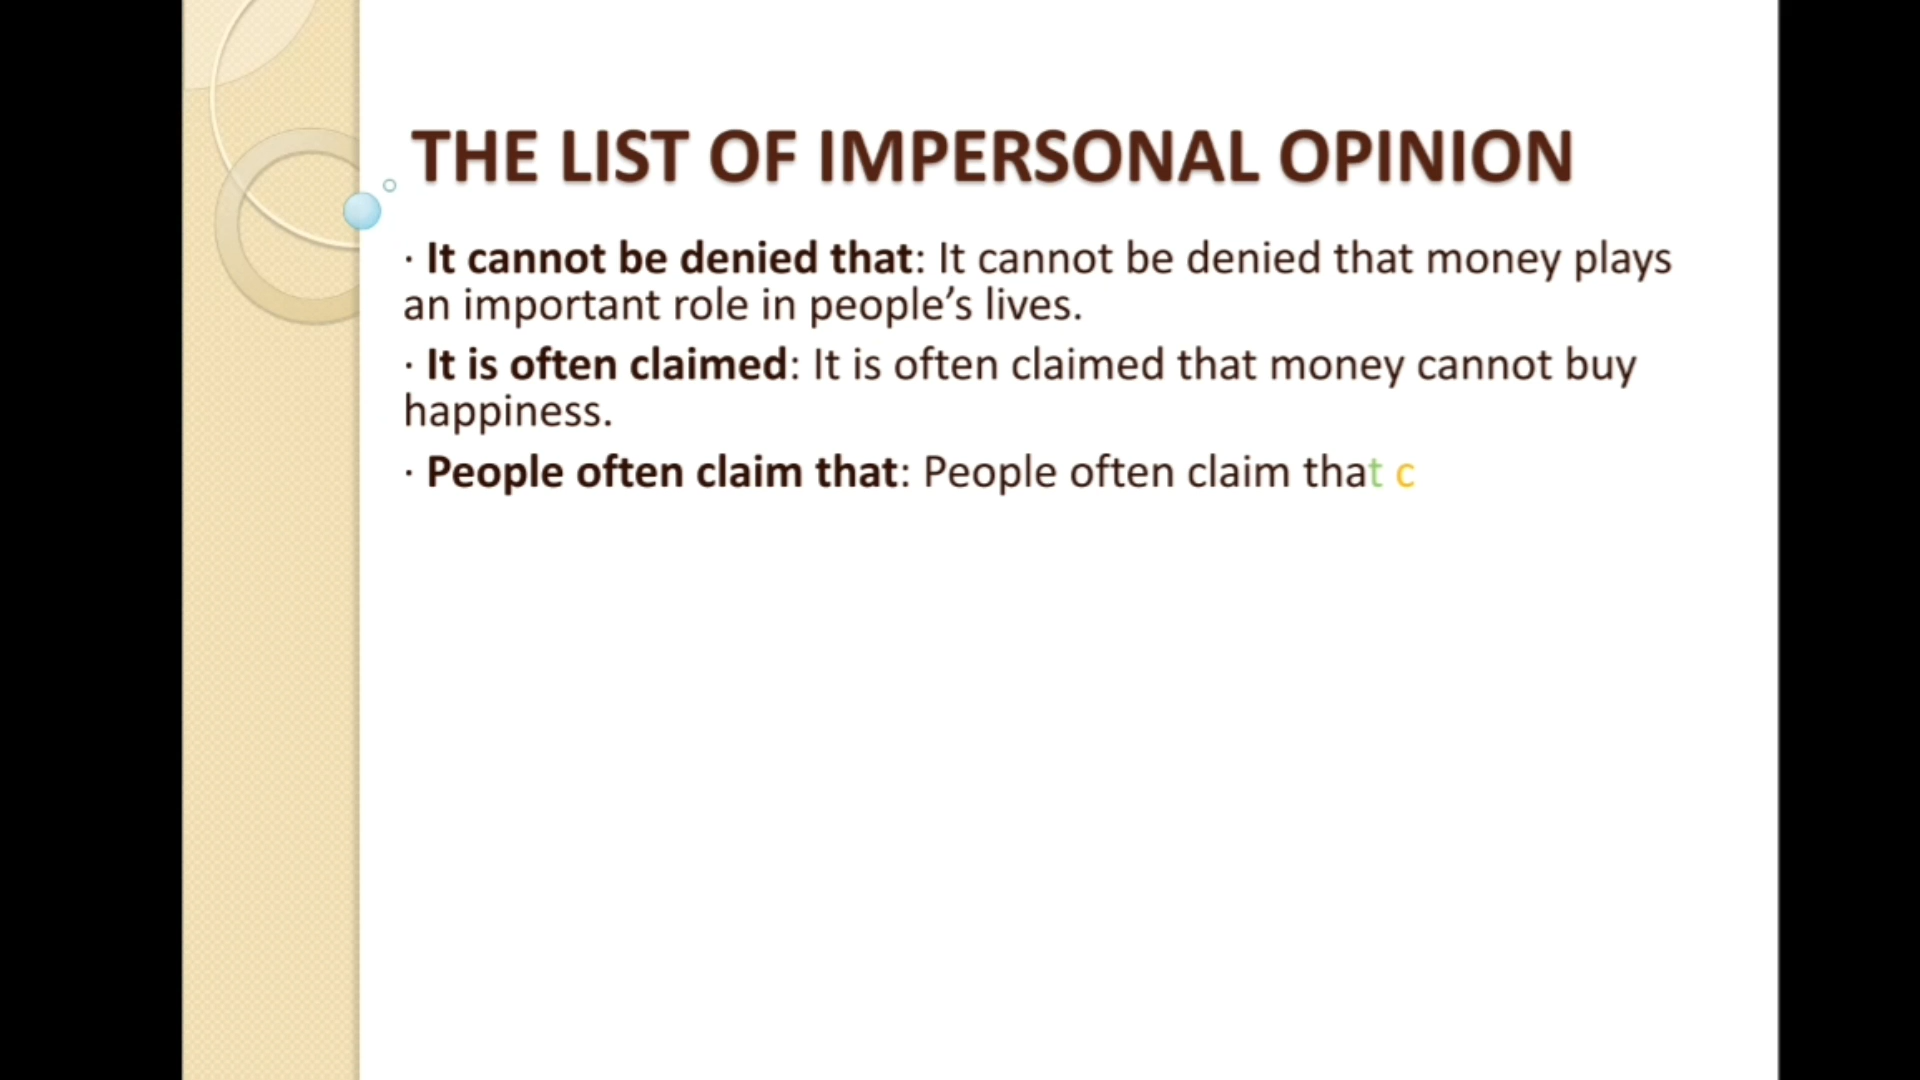 THE LIST OF IMPERSONAL OPINION
· It cannot be denied that: It cannot be denied that money plays
an important role in people’s lives.
· It is often claimed: It is often claimed that money cannot buy
happiness.
· People often claim that: People often claim that c